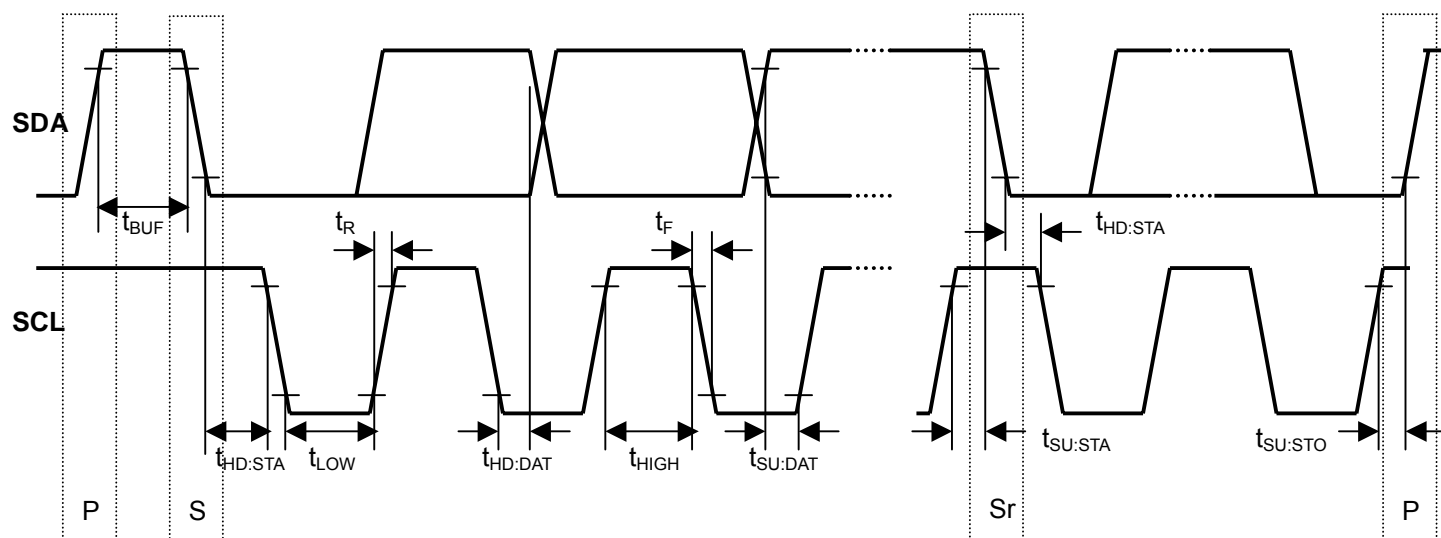 SDA
tBUF
tR
tF
tHD:STA
SCL
tHD:STA
tLOW
tHD:DAT
tHIGH
tSU:DAT
tSU:STA
tSU:STO
P
S
Sr
P